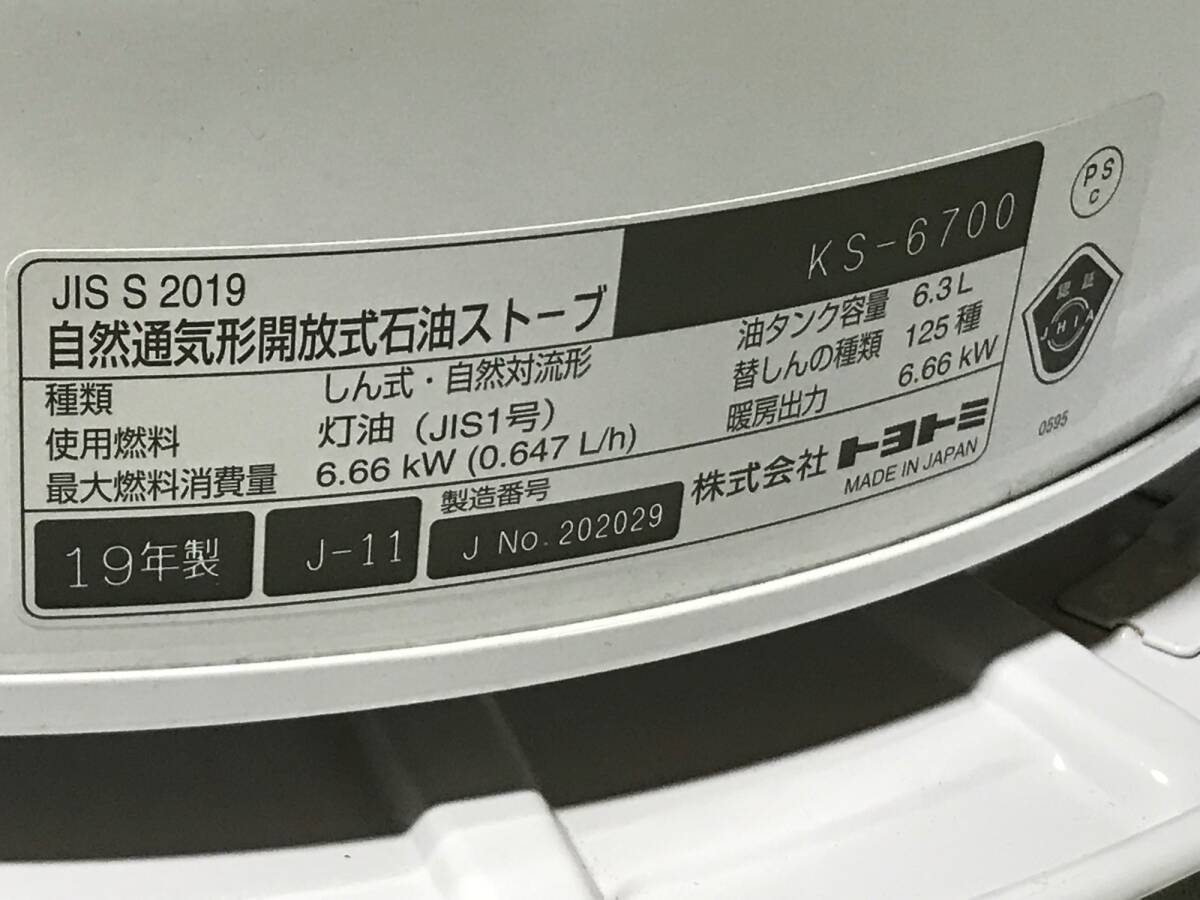 JIS S 2019
自然通気形開放式石油ストーブ
KS-6700
種類 しん式・自然対流形
使用燃料 灯油（JIS1号）
最大燃料消費量 6.66 kW (0.647 L/h)
油タンク容量 6.3 L
替しんの種類 125 種
暖房出力 6.66 kW
19年製
J-11
製造番号
J No. 202029
株式会社 トヨトミ
MADE IN JAPAN
PS
C
認証
JHIA
0595